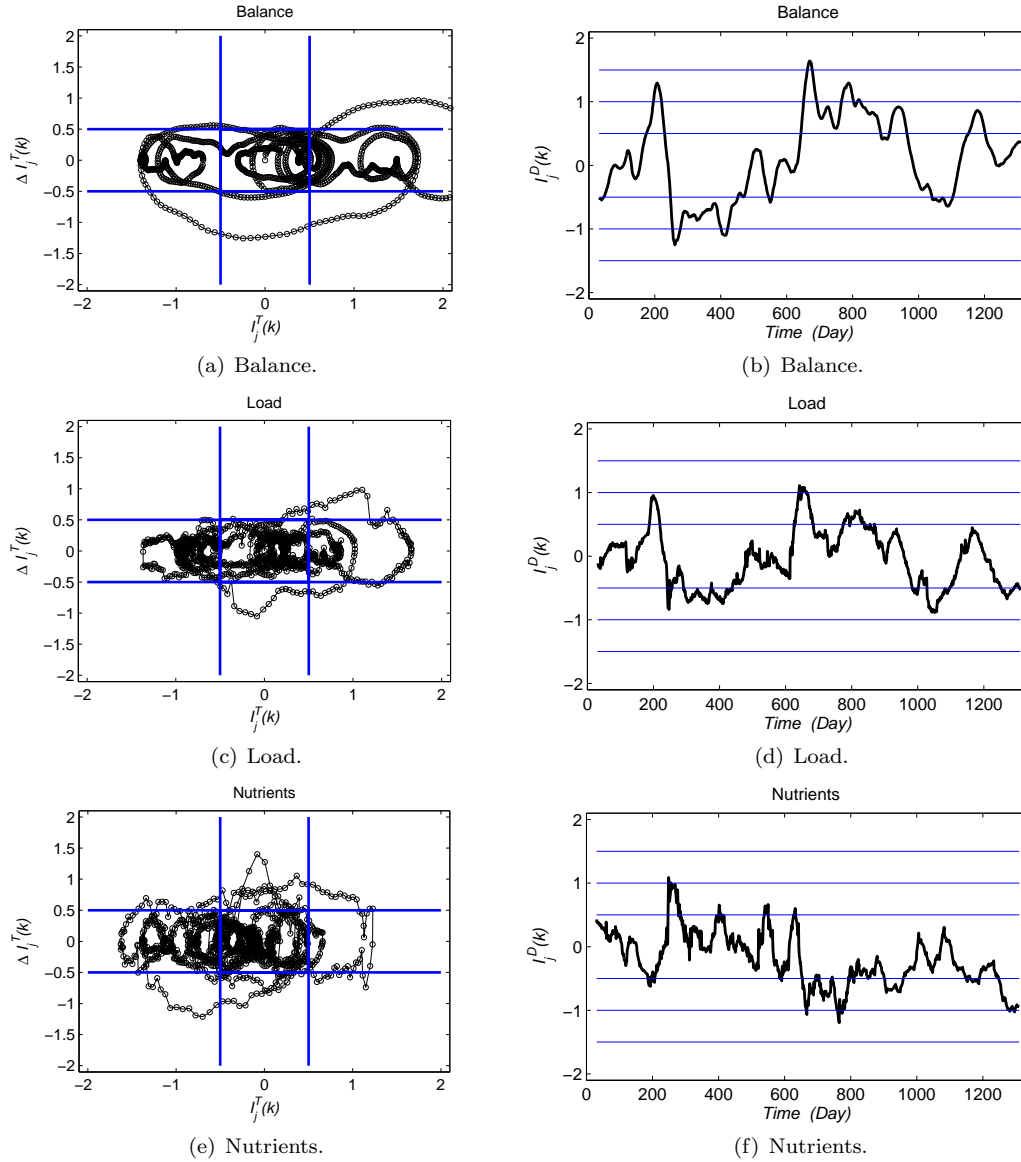 Balance
2
1.5
1
0.5
0
−0.5
−1
−1.5
−2
−2 −1 0 1 2
Δ I_j^T(k)
I_j^T(k)
(a) Balance.
Balance
2
1
0
−1
−2
0 200 400 600 800 1000 1200
I_j^D(k)
Time (Day)
(b) Balance.
Load
2
1.5
1
0.5
0
−0.5
−1
−1.5
−2
−2 −1 0 1 2
Δ I_j^T(k)
I_j^T(k)
(c) Load.
Load
2
1
0
−1
−2
0 200 400 600 800 1000 1200
I_j^D(k)
Time (Day)
(d) Load.
Nutrients
2
1.5
1
0.5
0
−0.5
−1
−1.5
−2
−2 −1 0 1 2
Δ I_j^T(k)
I_j^T(k)
(e) Nutrients.
Nutrients
2
1
0
−1
−2
0 200 400 600 800 1000 1200
I_j^D(k)
Time (Day)
(f) Nutrients.